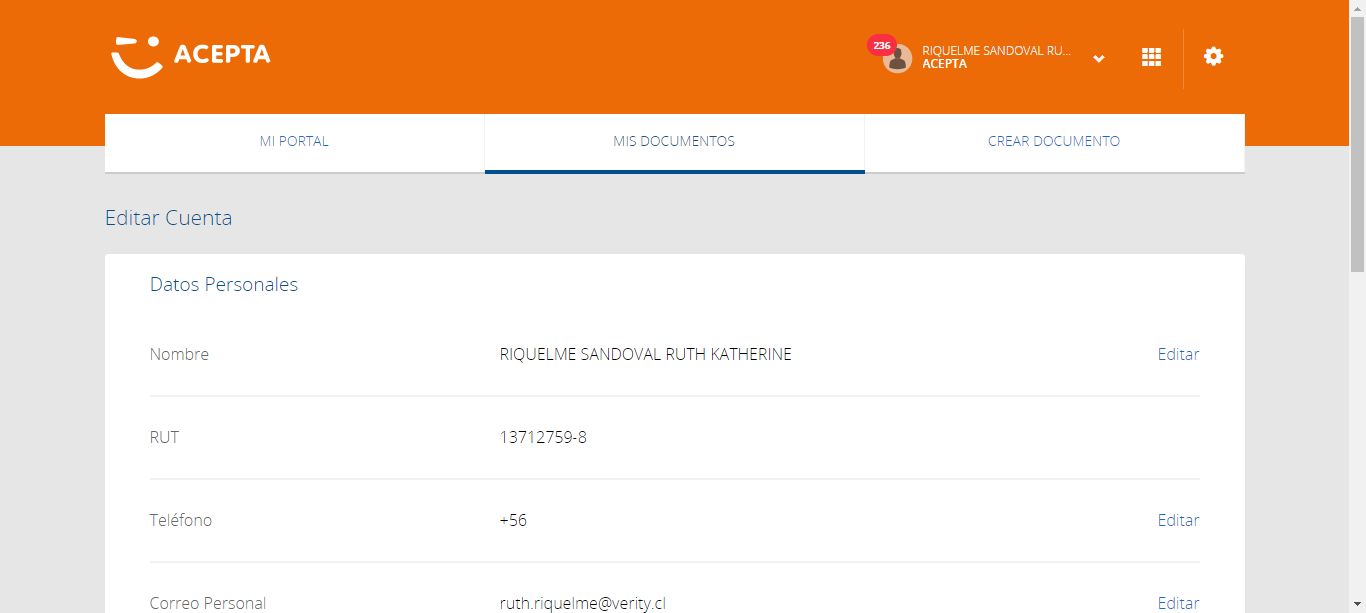 ACEPTA
236
RIQUELME SANDOVAL RU...
ACEPTA
MI PORTAL
MIS DOCUMENTOS
CREAR DOCUMENTO
Editar Cuenta
Datos Personales
Nombre RIQUELME SANDOVAL RUTH KATHERINE Editar
RUT 13712759-8
Teléfono +56 Editar
Correo Personal ruth.riquelme@verity.cl Editar